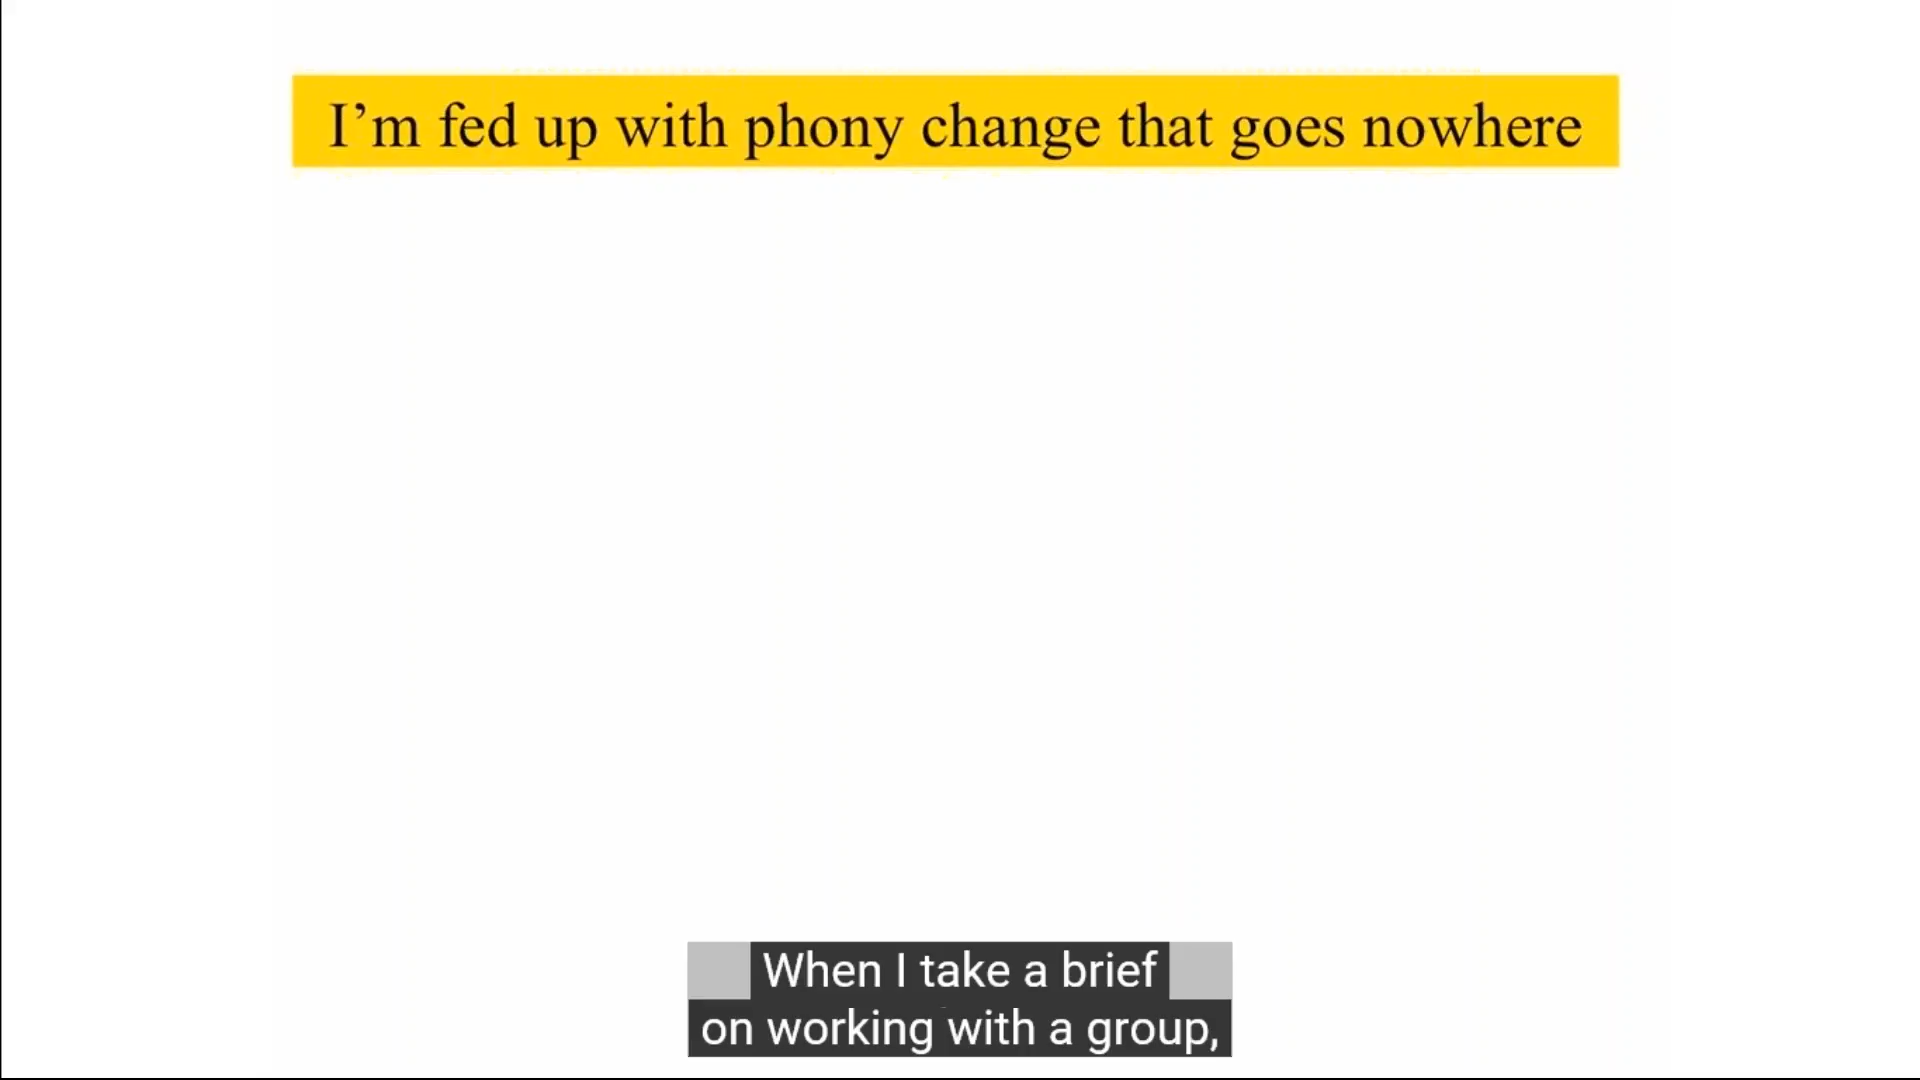 I’m fed up with phony change that goes nowhere
When I take a brief
on working with a group,